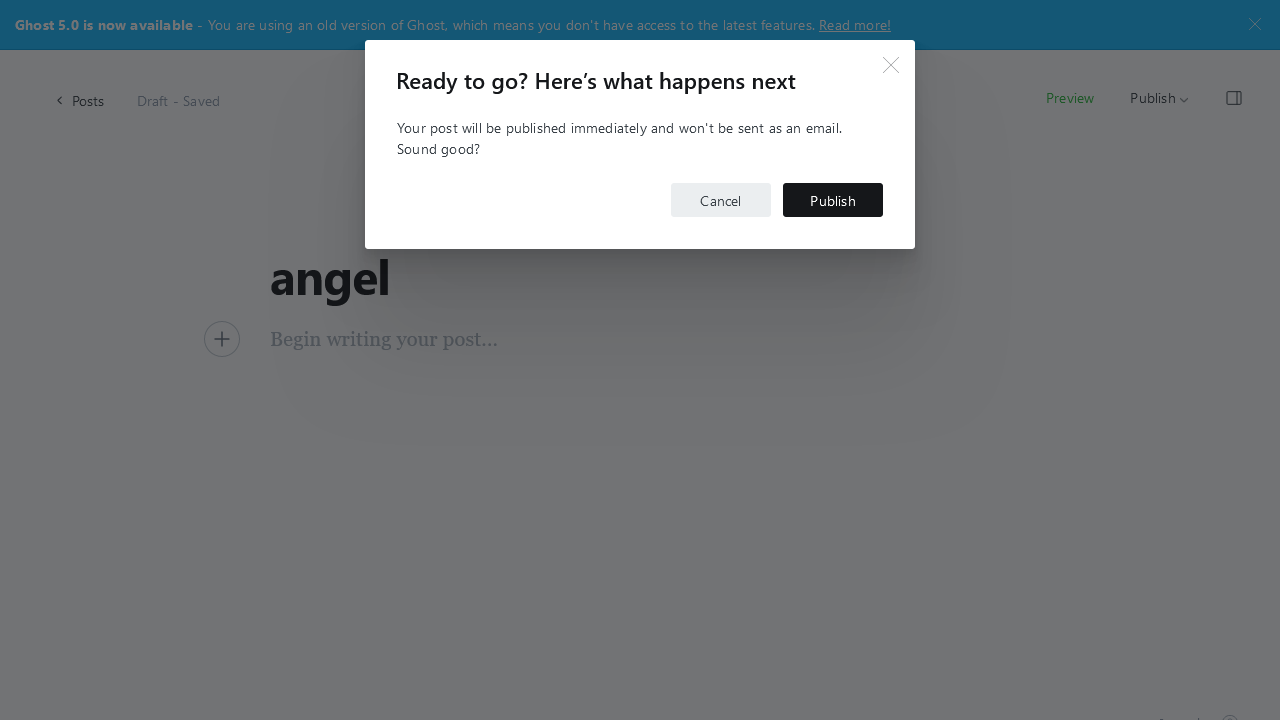 Ghost 5.0 is now available - You are using an old version of Ghost, which means you don't have access to the latest features. Read more!
Ready to go? Here’s what happens next
Posts
Draft - Saved
Preview
Publish
Your post will be published immediately and won't be sent as an email.
Sound good?
Cancel
Publish
angel
Begin writing your post...